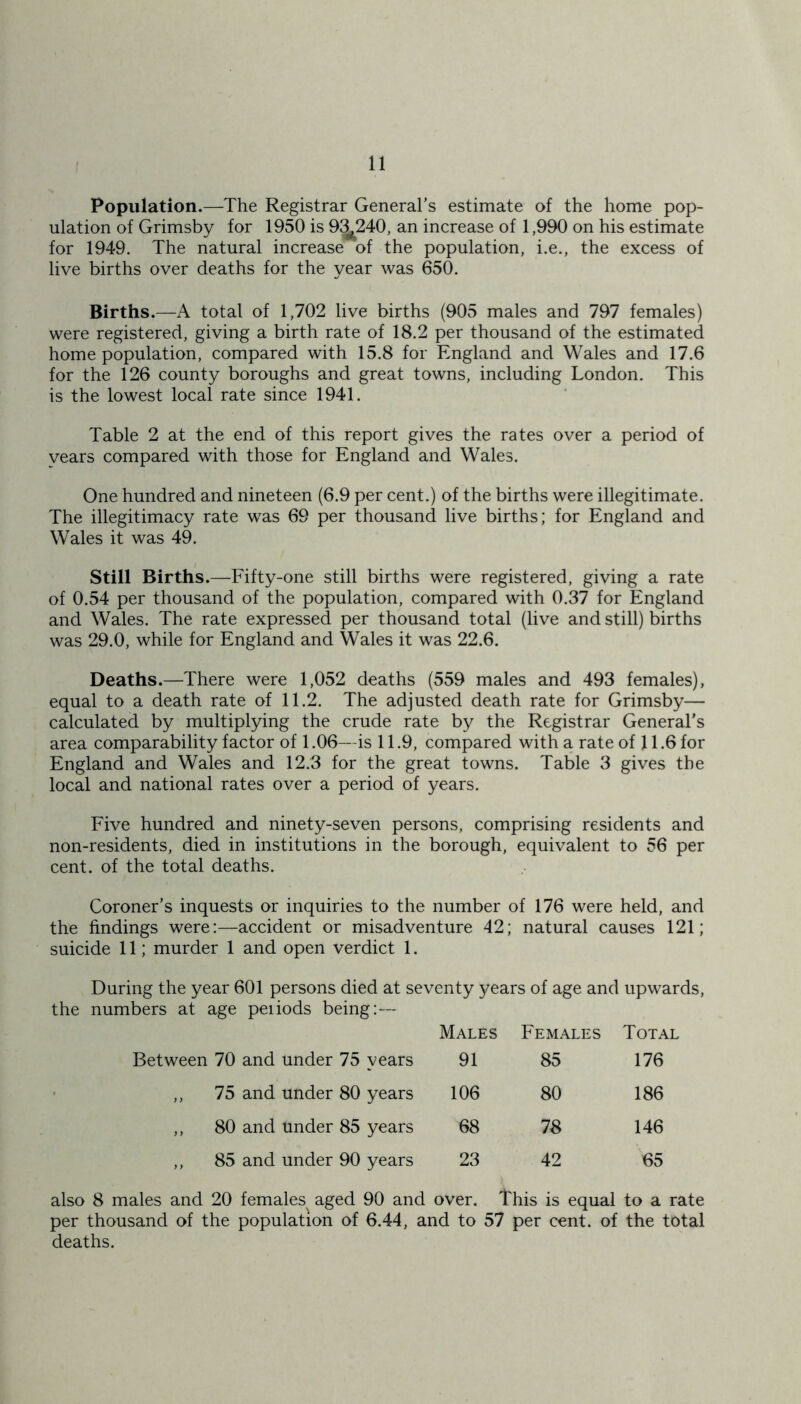 11
Population.—The Registrar General's estimate of the home pop-
ulation of Grimsby for 1950 is 93,240, an increase of 1,990 on his estimate
for 1949. The natural increase of the population, i.e., the excess of
live births over deaths for the year was 650.
Births.—A total of 1,702 live births (905 males and 797 females)
were registered, giving a birth rate of 18.2 per thousand of the estimated
home population, compared with 15.8 for England and Wales and 17.6
for the 126 county boroughs and great towns, including London. This
is the lowest local rate since 1941.
Table 2 at the end of this report gives the rates over a period of
years compared with those for England and Wales.
One hundred and nineteen (6.9 per cent.) of the births were illegitimate.
The illegitimacy rate was 69 per thousand live births; for England and
Wales it was 49.
Still Births.—Fifty-one still births were registered, giving a rate
of 0.54 per thousand of the population, compared with 0.37 for England
and Wales. The rate expressed per thousand total (live and still) births
was 29.0, while for England and Wales it was 22.6.
Deaths.—There were 1,052 deaths (559 males and 493 females),
equal to a death rate of 11.2. The adjusted death rate for Grimsby—
calculated by multiplying the crude rate by the Registrar General's
area comparability factor of 1.06—is 11.9, compared with a rate of 11.6 for
England and Wales and 12.3 for the great towns. Table 3 gives the
local and national rates over a period of years.
Five hundred and ninety-seven persons, comprising residents and
non-residents, died in institutions in the borough, equivalent to 56 per
cent. of the total deaths.
Coroner's inquests or inquiries to the number of 176 were held, and
the findings were:—accident or misadventure 42; natural causes 121;
suicide 11; murder 1 and open verdict 1.
During the year 601 persons died at seventy years of age and upwards,
the numbers at age periods being:—
Males Females Total
Between 70 and under 75 years 91 85 176
,, 75 and under 80 years 106 80 186
,, 80 and under 85 years 68 78 146
,, 85 and under 90 years 23 42 65
also 8 males and 20 females aged 90 and over. This is equal to a rate
per thousand of the population of 6.44, and to 57 per cent. of the total
deaths.